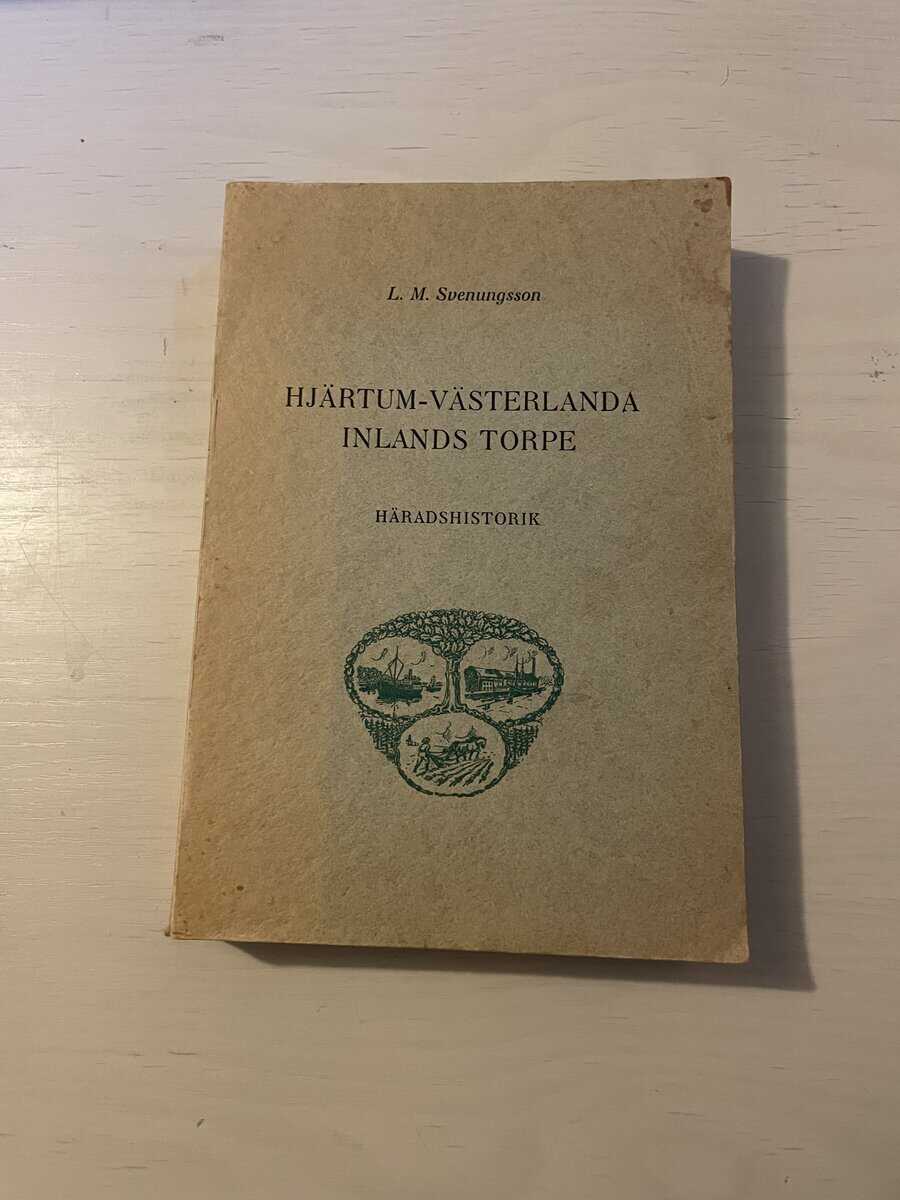 L. M. Svenungsson
HJÄRTUM-VÄSTERLANDA
INLANDS TORPE
HÄRADSHISTORIK